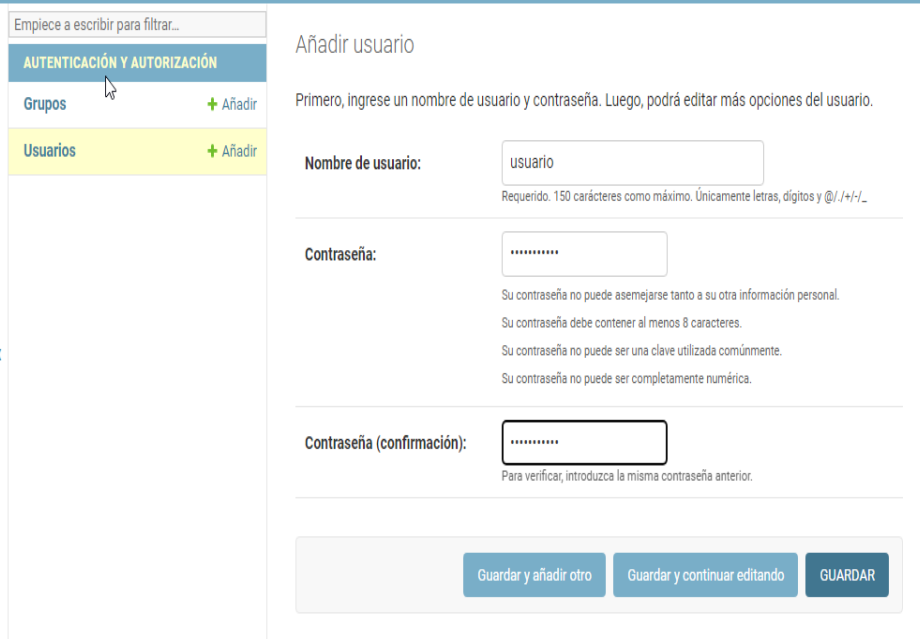 Empiece a escribir para filtrar...
AUTENTICACIÓN Y AUTORIZACIÓN
Grupos + Añadir
Usuarios + Añadir
Añadir usuario
Primero, ingrese un nombre de usuario y contraseña. Luego, podrá editar más opciones del usuario.
Nombre de usuario: usuario
Requerido. 150 carácteres como máximo. Únicamente letras, dígitos y @/./+/-/_
Contraseña: •••••••••••
Su contraseña no puede asemejarse tanto a su otra información personal.
Su contraseña debe contener al menos 8 caracteres.
Su contraseña no puede ser una clave utilizada comúnmente.
Su contraseña no puede ser completamente numérica.
Contraseña (confirmación): •••••••••••
Para verificar, introduzca la misma contraseña anterior.
Guardar y añadir otro Guardar y continuar editando GUARDAR